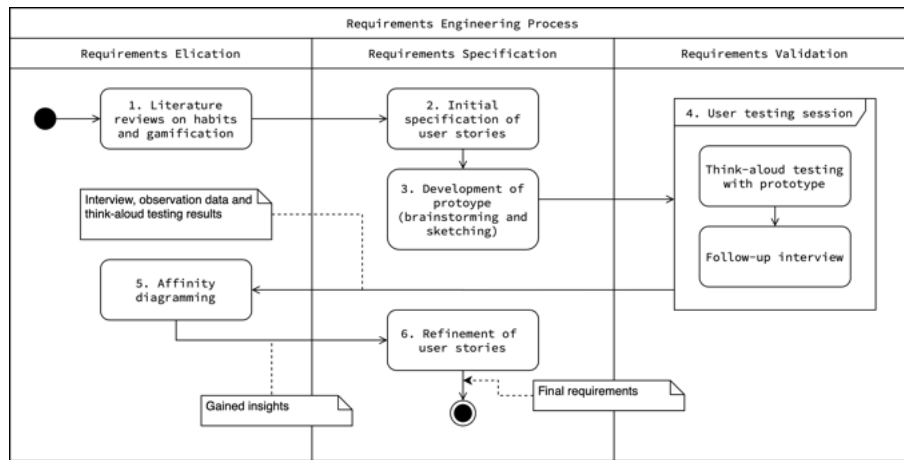 Requirements Engineering Process
Requirements Elication
Requirements Specification
Requirements Validation
1. Literature
reviews on habits
and gamification
2. Initial
specification of
user stories
3. Development of
protoype
(brainstorming and
sketching)
4. User testing session
Think-aloud testing
with prototype
Follow-up interview
Interview, observation data and
think-aloud testing results
5. Affinity
diagramming
6. Refinement of
user stories
Gained insights
Final requirements